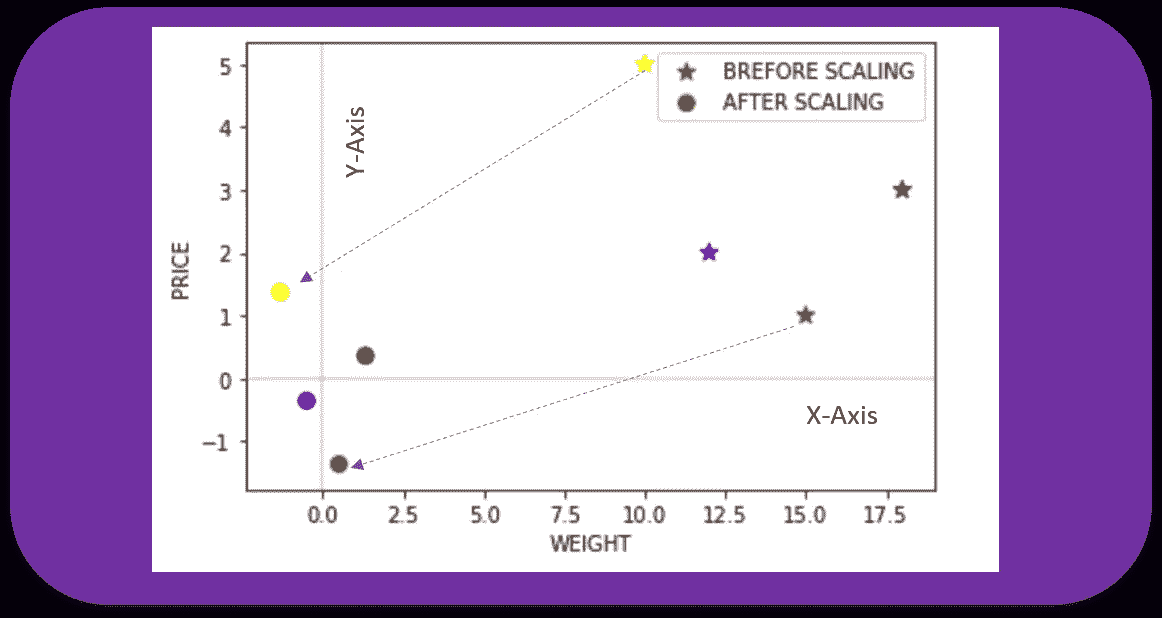 BREFORE SCALING
AFTER SCALING
Y-Axis
X-Axis
PRICE
5
4
3
2
1
0
−1
0.0 2.5 5.0 7.5 10.0 12.5 15.0 17.5
WEIGHT